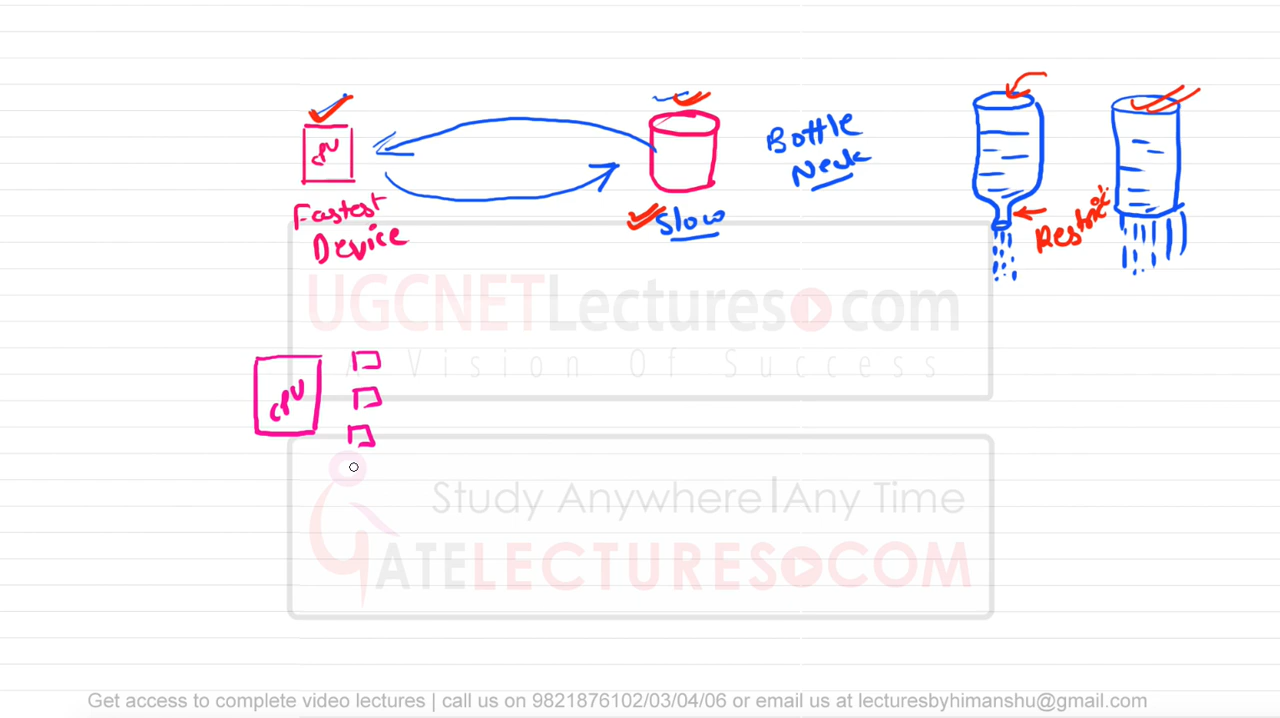 CPU
Fastest
Device
Slow
Bottle
Neck
Restrict
UGCNETLectures.com
A Vision Of Success
CPU
Study Anywhere|Any Time
GATELECTURES.COM
Get access to complete video lectures | call us on 9821876102/03/04/06 or email us at lecturesbyhimanshu@gmail.com